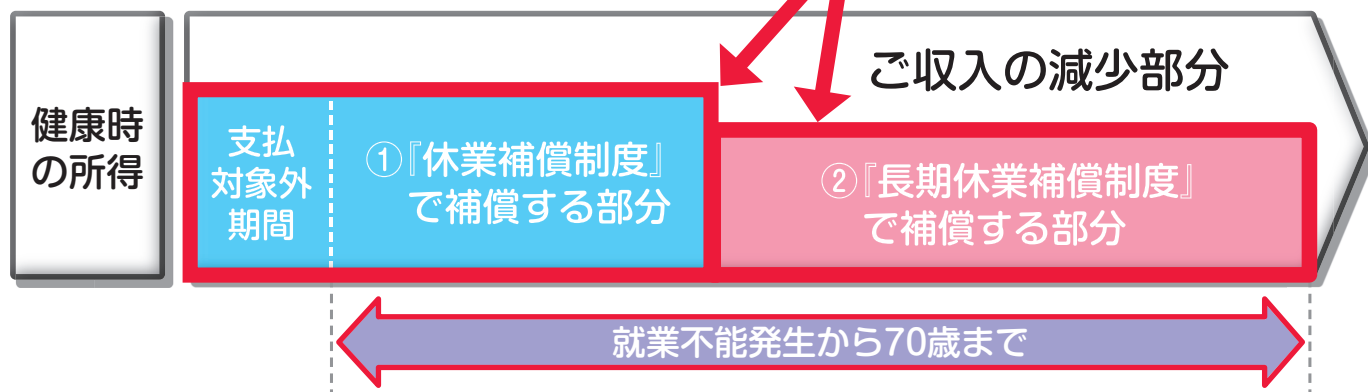 健康時
の所得
ご収入の減少部分
支払
対象外
期間
①『休業補償制度』
で補償する部分
②『長期休業補償制度』
で補償する部分
就業不能発生から70歳まで